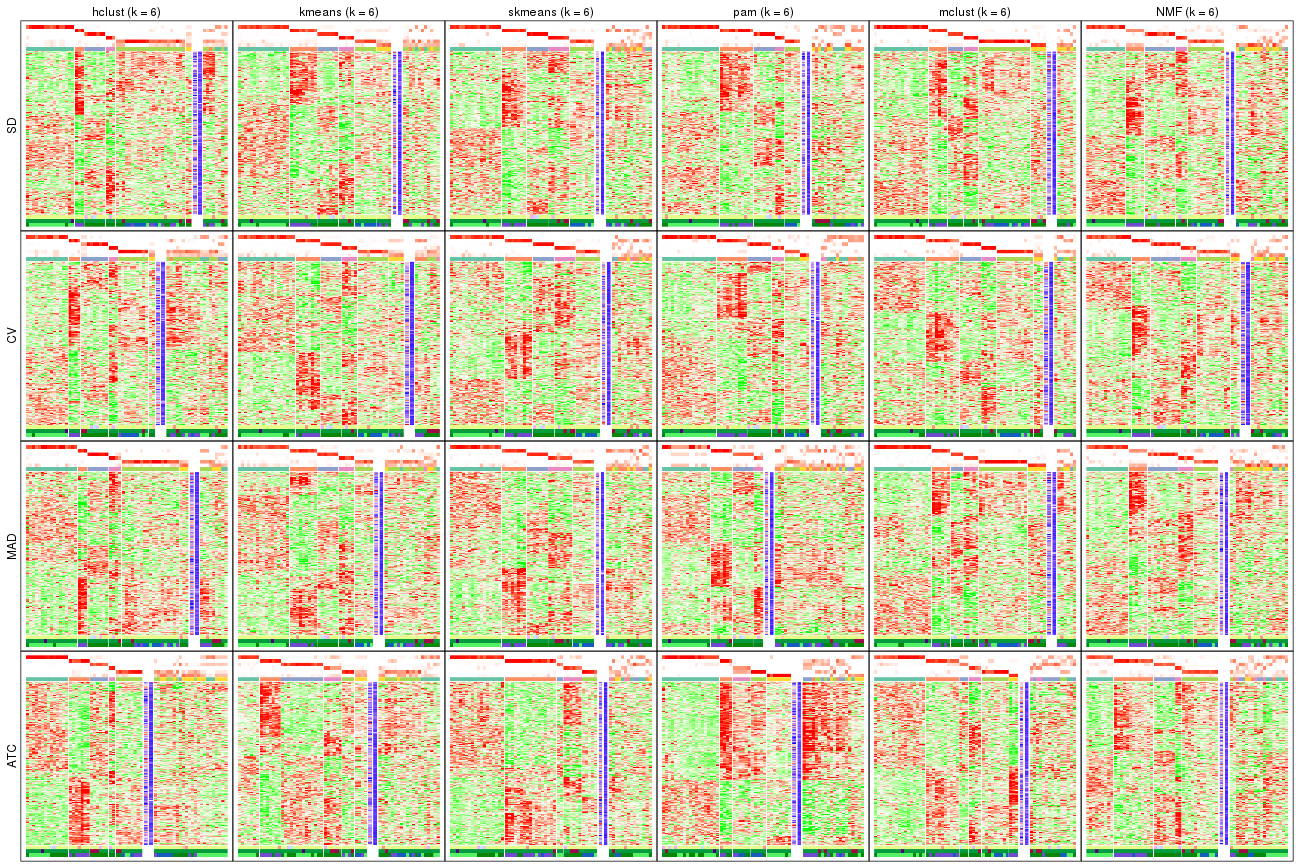 hclust (k = 6) kmeans (k = 6) skmeans (k = 6) pam (k = 6) mclust (k = 6) NMF (k = 6)
SD
CV
MAD
ATC